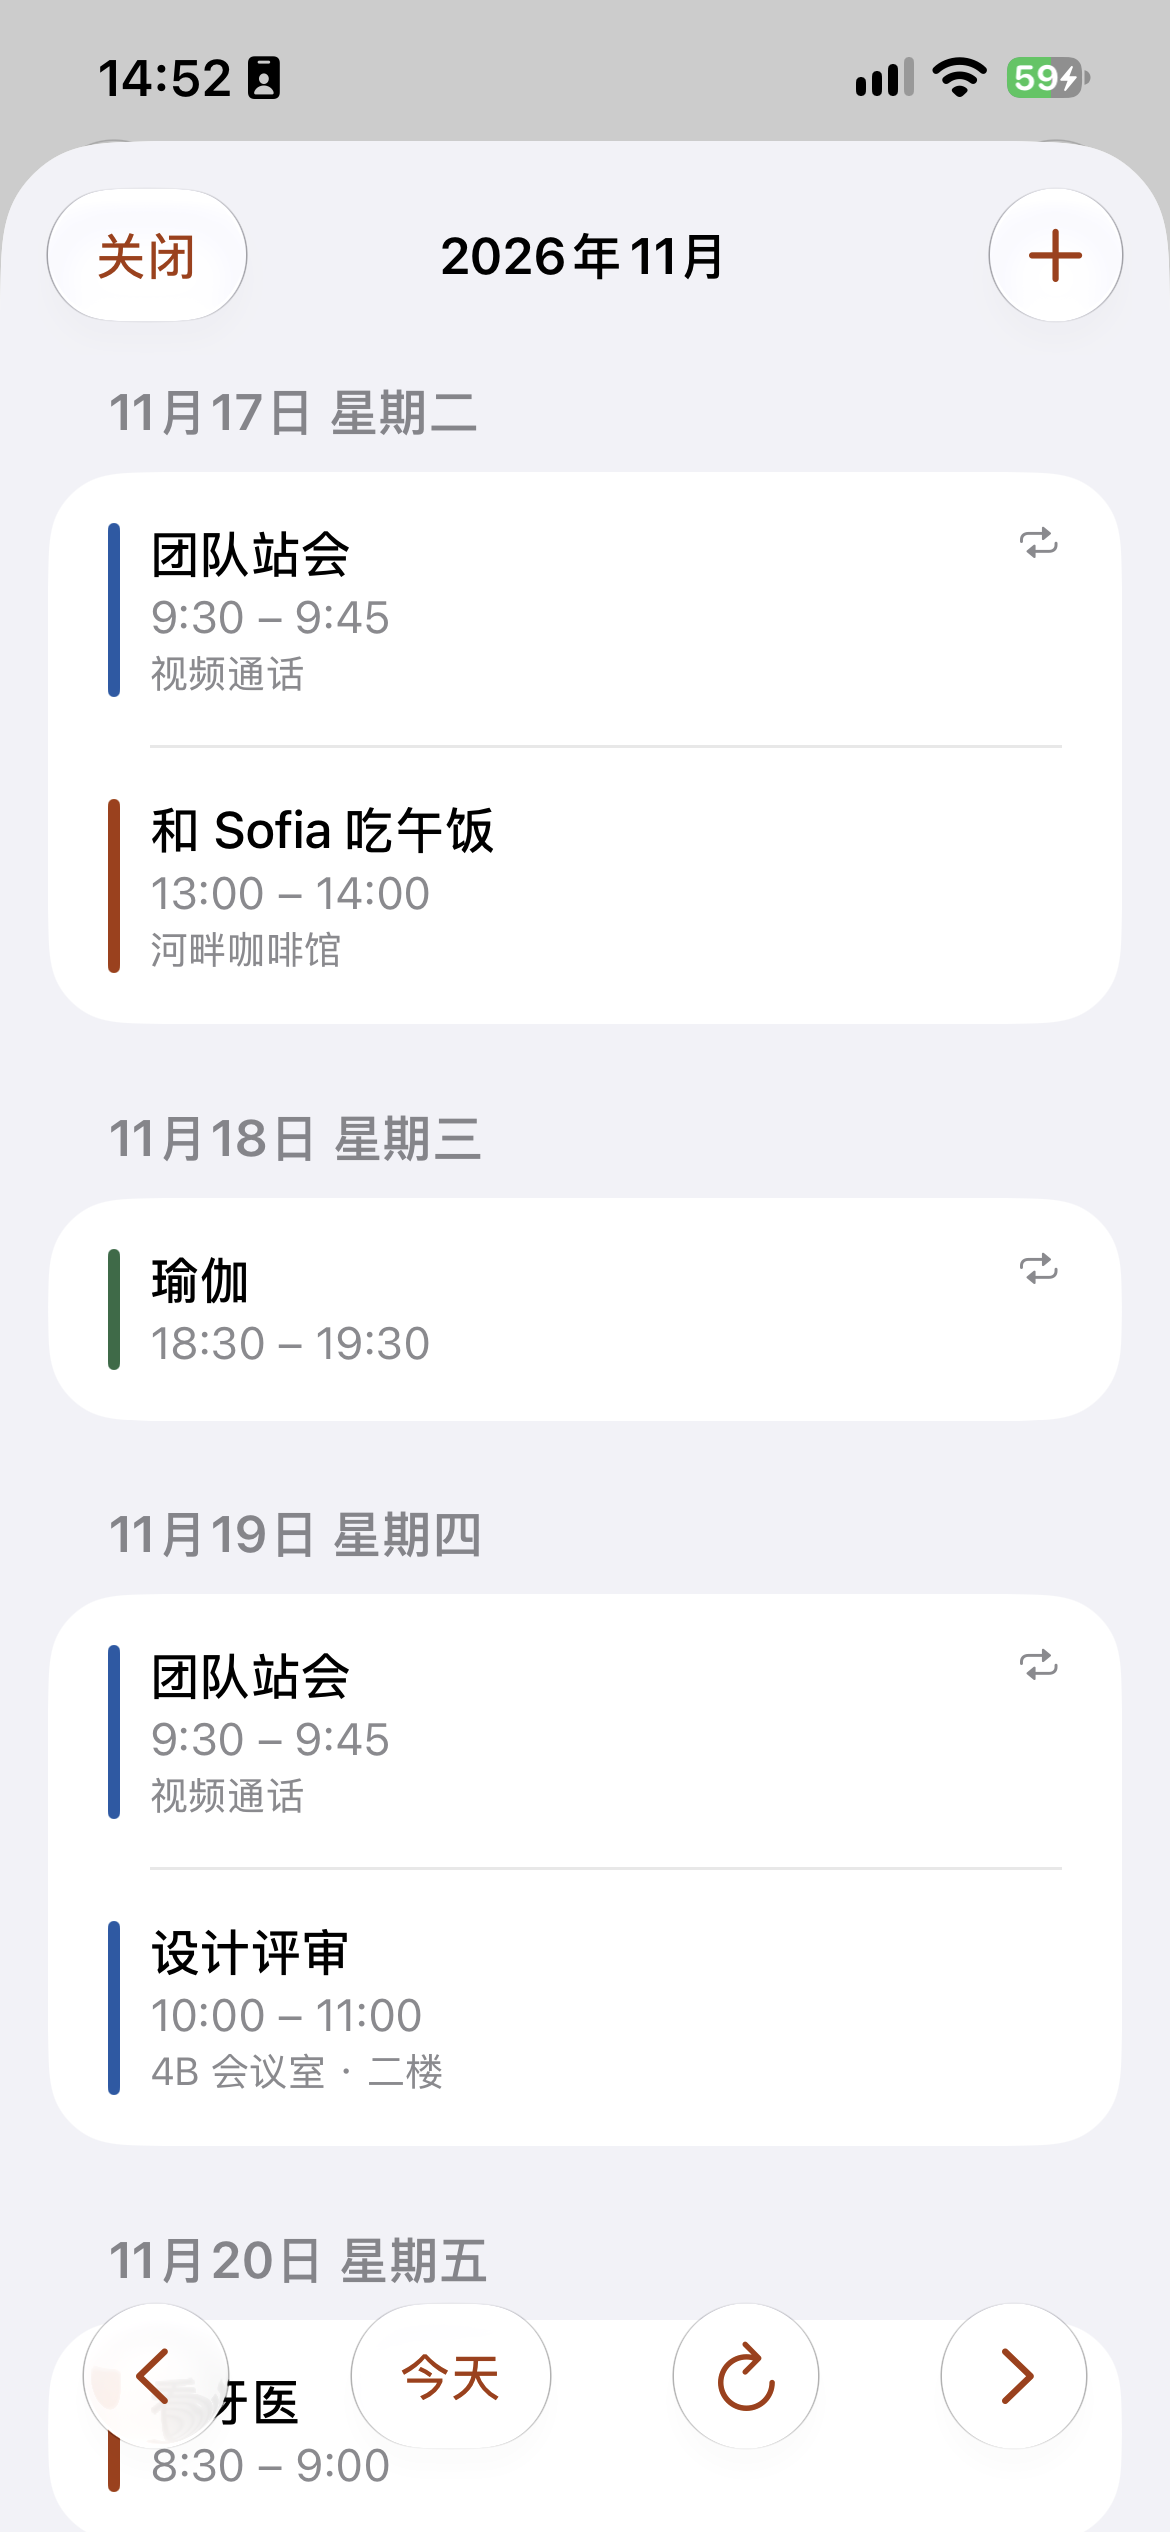 14:52
59
关闭
2026年11月
11月17日 星期二
团队站会
9:30 – 9:45
视频通话
和 Sofia 吃午饭
13:00 – 14:00
河畔咖啡馆
11月18日 星期三
瑜伽
18:30 – 19:30
11月19日 星期四
团队站会
9:30 – 9:45
视频通话
设计评审
10:00 – 11:00
4B 会议室 · 二楼
11月20日 星期五
今天
牙医
8:30 – 9:00